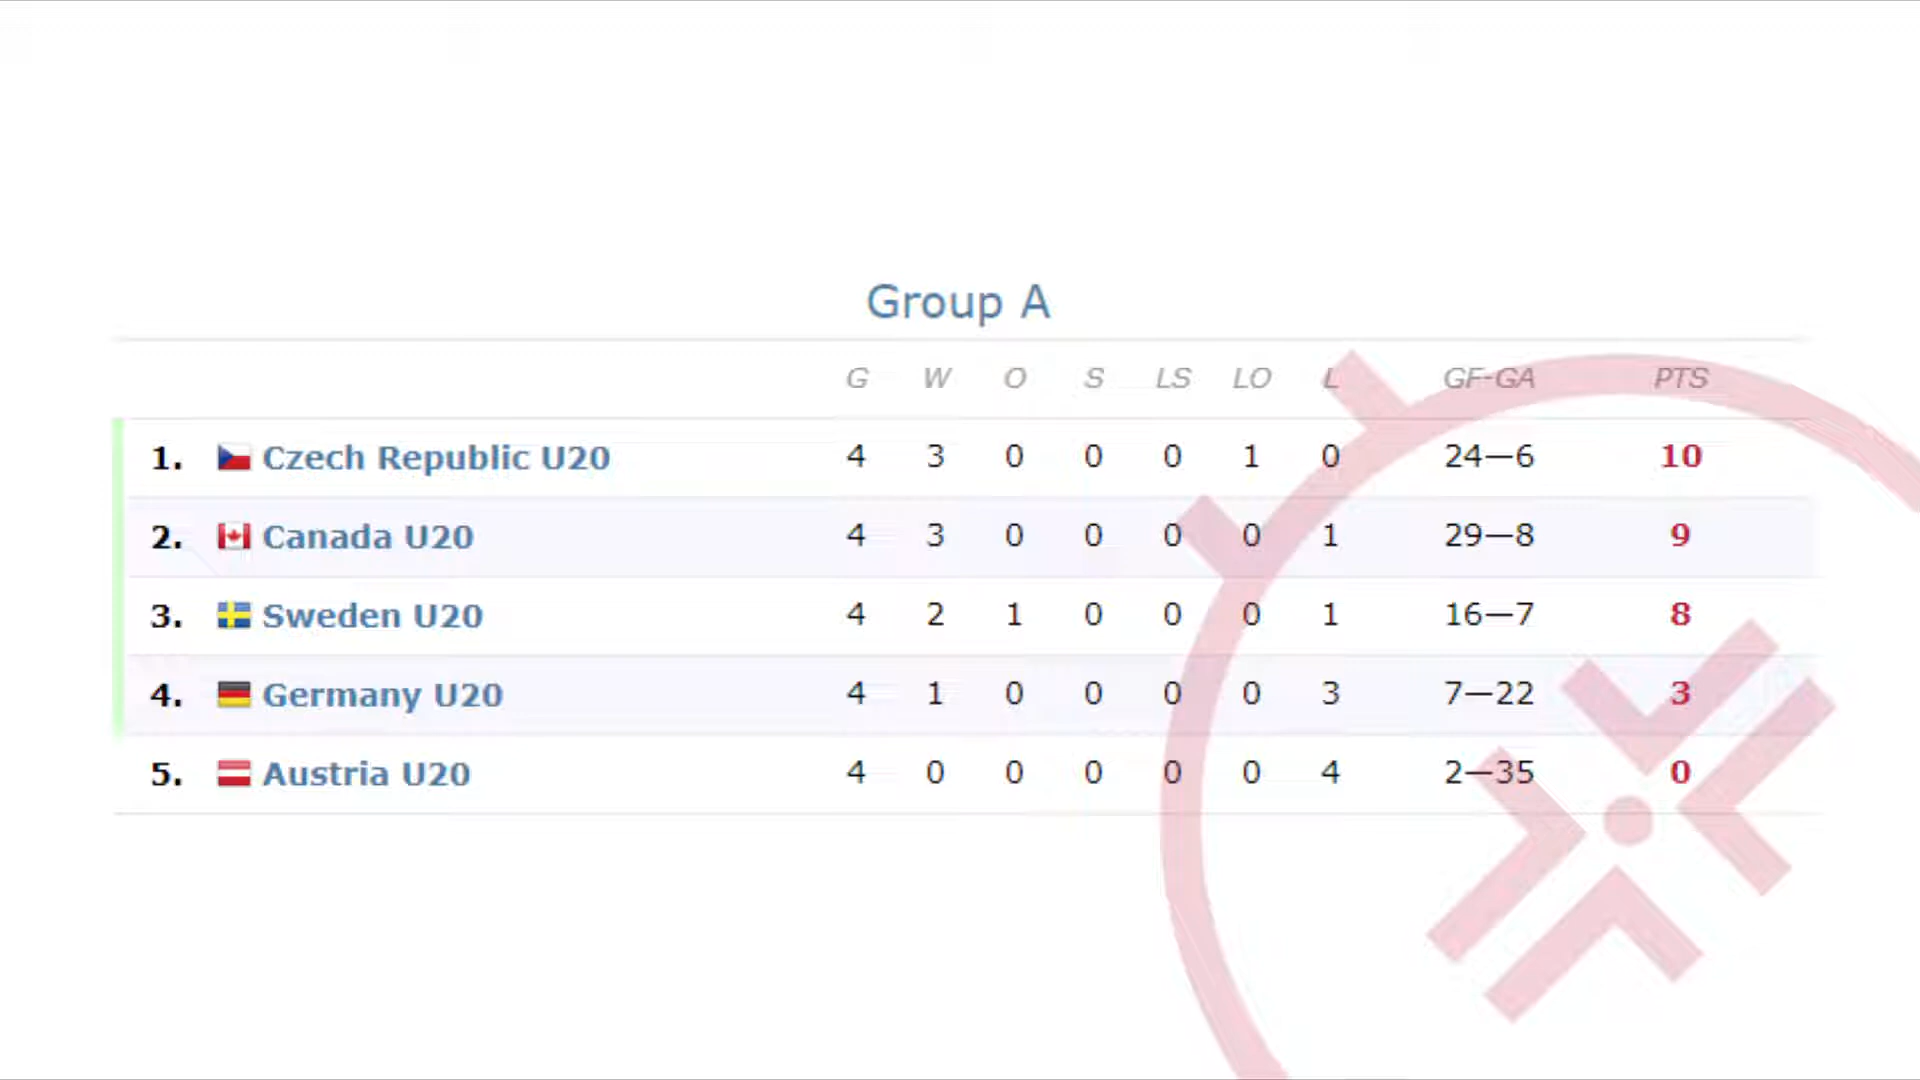 Group A
G W O S LS LO L GF-GA PTS
1. Czech Republic U20 4 3 0 0 0 1 0 24—6 10
2. Canada U20 4 3 0 0 0 0 1 29—8 9
3. Sweden U20 4 2 1 0 0 0 1 16—7 8
4. Germany U20 4 1 0 0 0 0 3 7—22 3
5. Austria U20 4 0 0 0 0 0 4 2—35 0